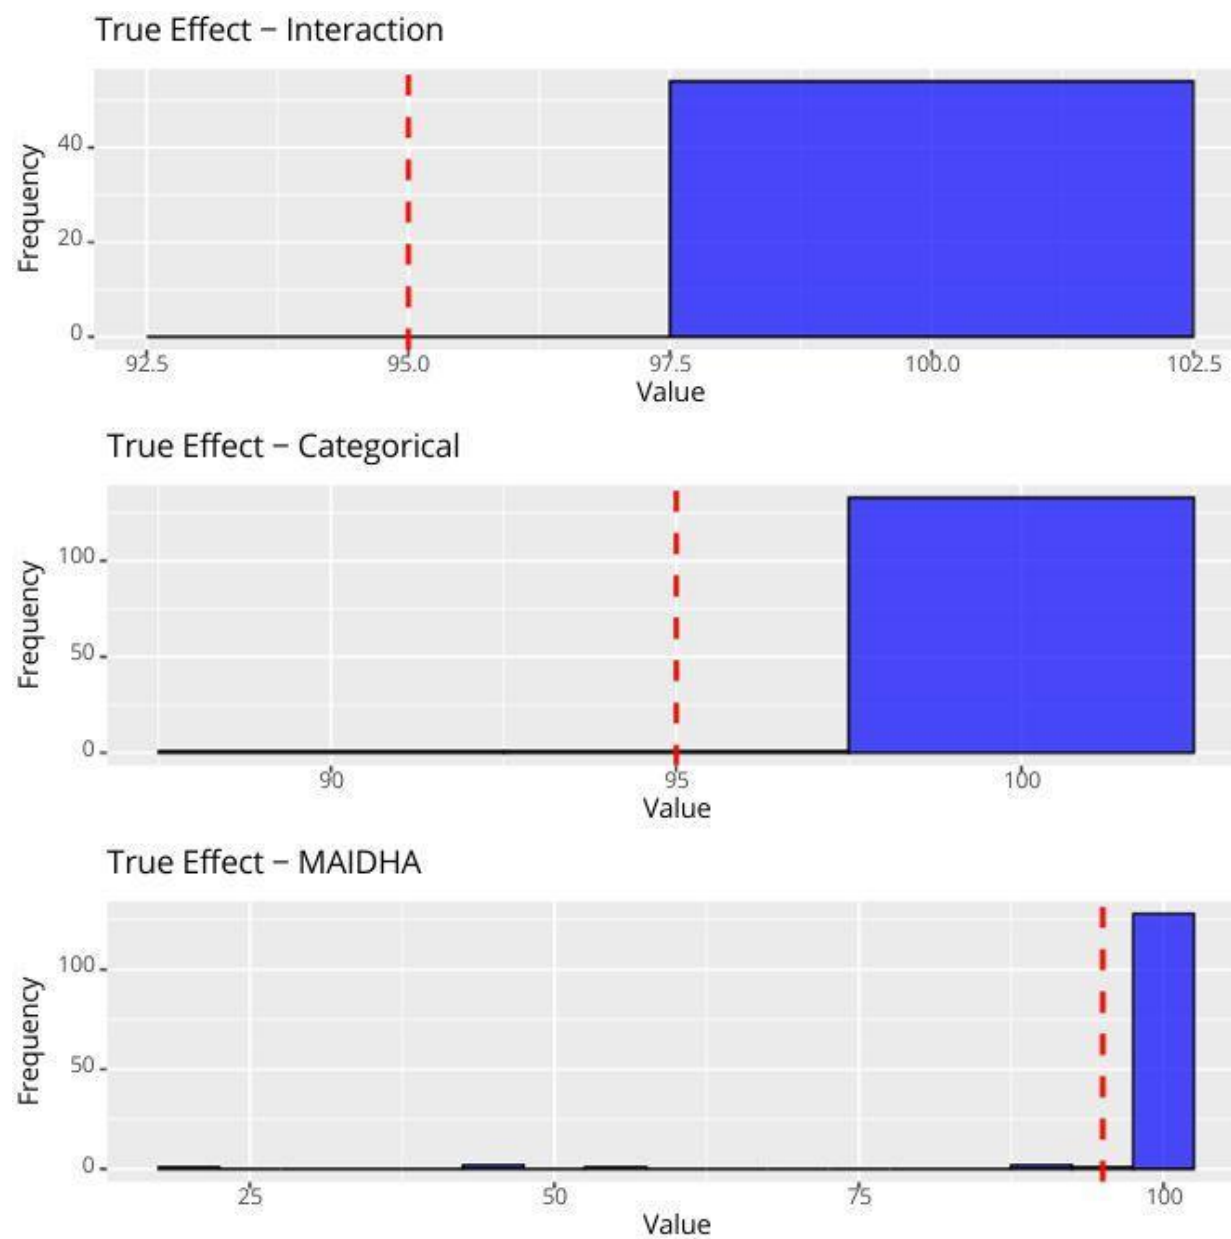 True Effect – Interaction
Frequency
40
20
0
92.5 95.0 97.5 100.0 102.5
Value
True Effect – Categorical
Frequency
100
50
0
90 95 100
Value
True Effect – MAIDHA
Frequency
100
50
0
25 50 75 100
Value